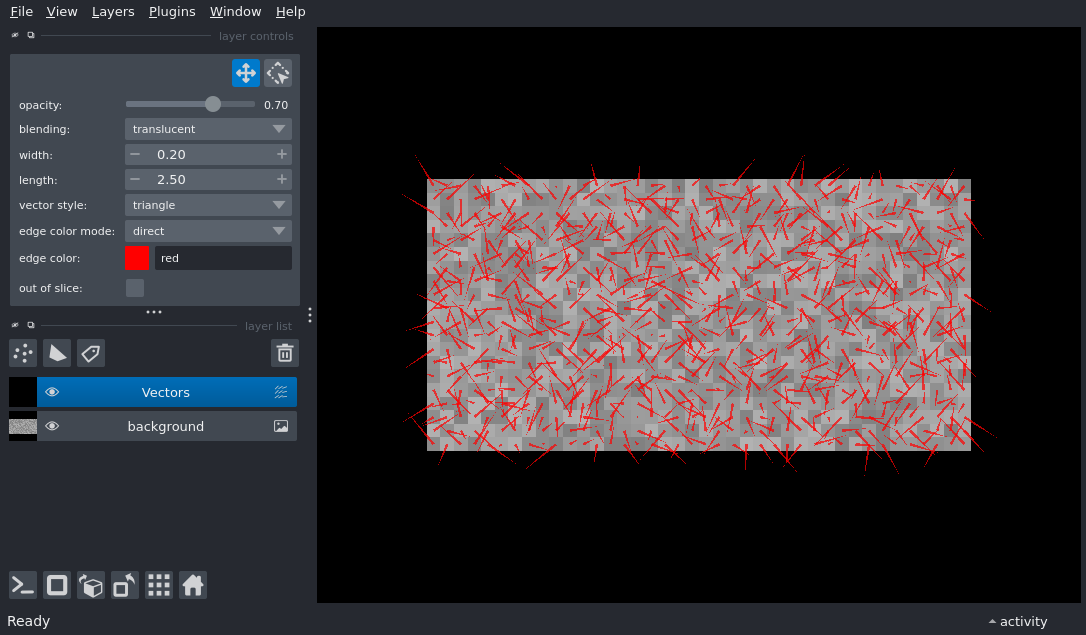 File View Layers Plugins Window Help
layer controls
opacity: 0.70
blending: translucent
width: 0.20
length: 2.50
vector style: triangle
edge color mode: direct
edge color: red
out of slice:
layer list
Vectors
background
Ready
activity